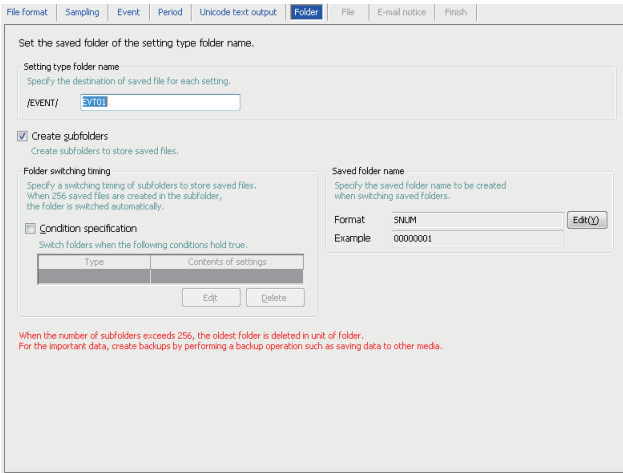 File format Sampling Event Period Unicode text output Folder File E-mail notice Finish
Set the saved folder of the setting type folder name.
Setting type folder name
Specify the destination of saved file for each setting.
/EVENT/ EVT01
Create subfolders
Create subfolders to store saved files.
Folder switching timing
Specify a switching timing of subfolders to store saved files.
When 256 saved files are created in the subfolder,
the folder is switched automatically.
Condition specification
Switch folders when the following conditions hold true.
Type Contents of settings
Edit Delete
Saved folder name
Specify the saved folder name to be created
when switching saved folders.
Format SNUM Edit(Y)
Example 00000001
When the number of subfolders exceeds 256, the oldest folder is deleted in unit of folder.
For the important data, create backups by performing a backup operation such as saving data to other media.